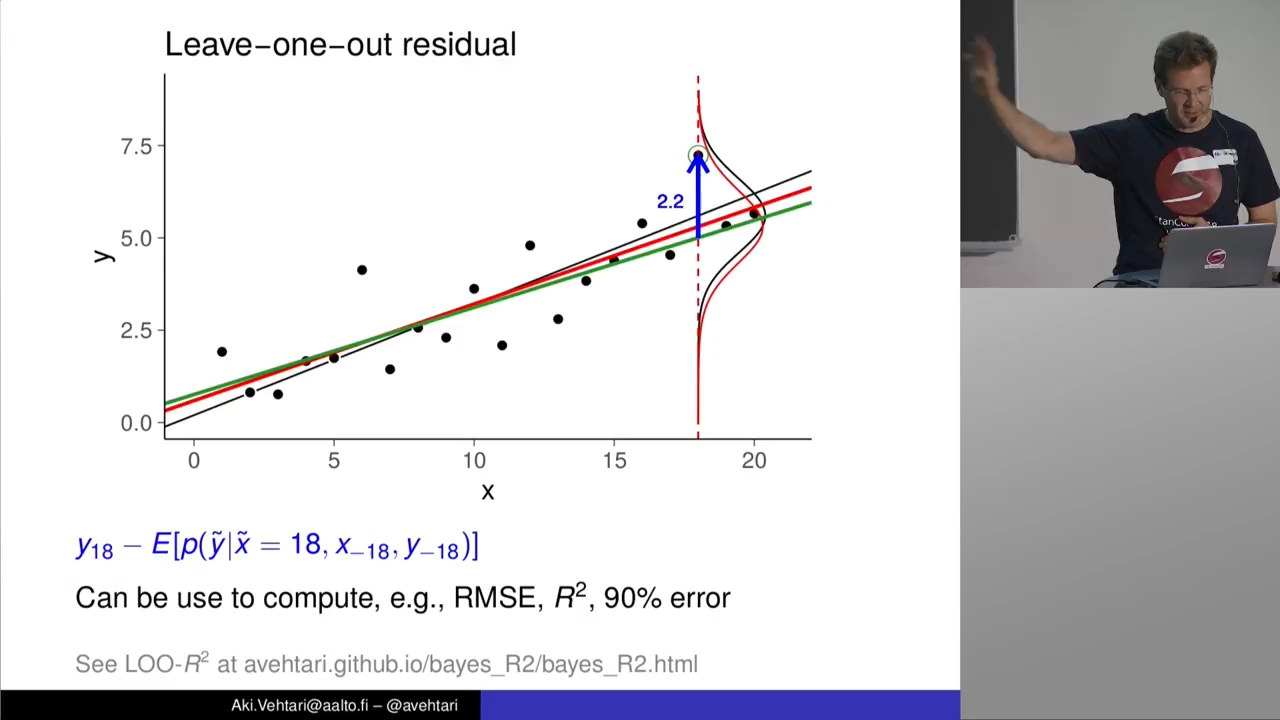 Leave−one−out residual
7.5
5.0
2.5
0.0
y
2.2
0 5 10 15 20
x
y₁₈ − E[p(ỹ|x̃ = 18, x₋₁₈, y₋₁₈)]
Can be use to compute, e.g., RMSE, R², 90% error
See LOO-R² at avehtari.github.io/bayes_R2/bayes_R2.html
Aki.Vehtari@aalto.fi – @avehtari